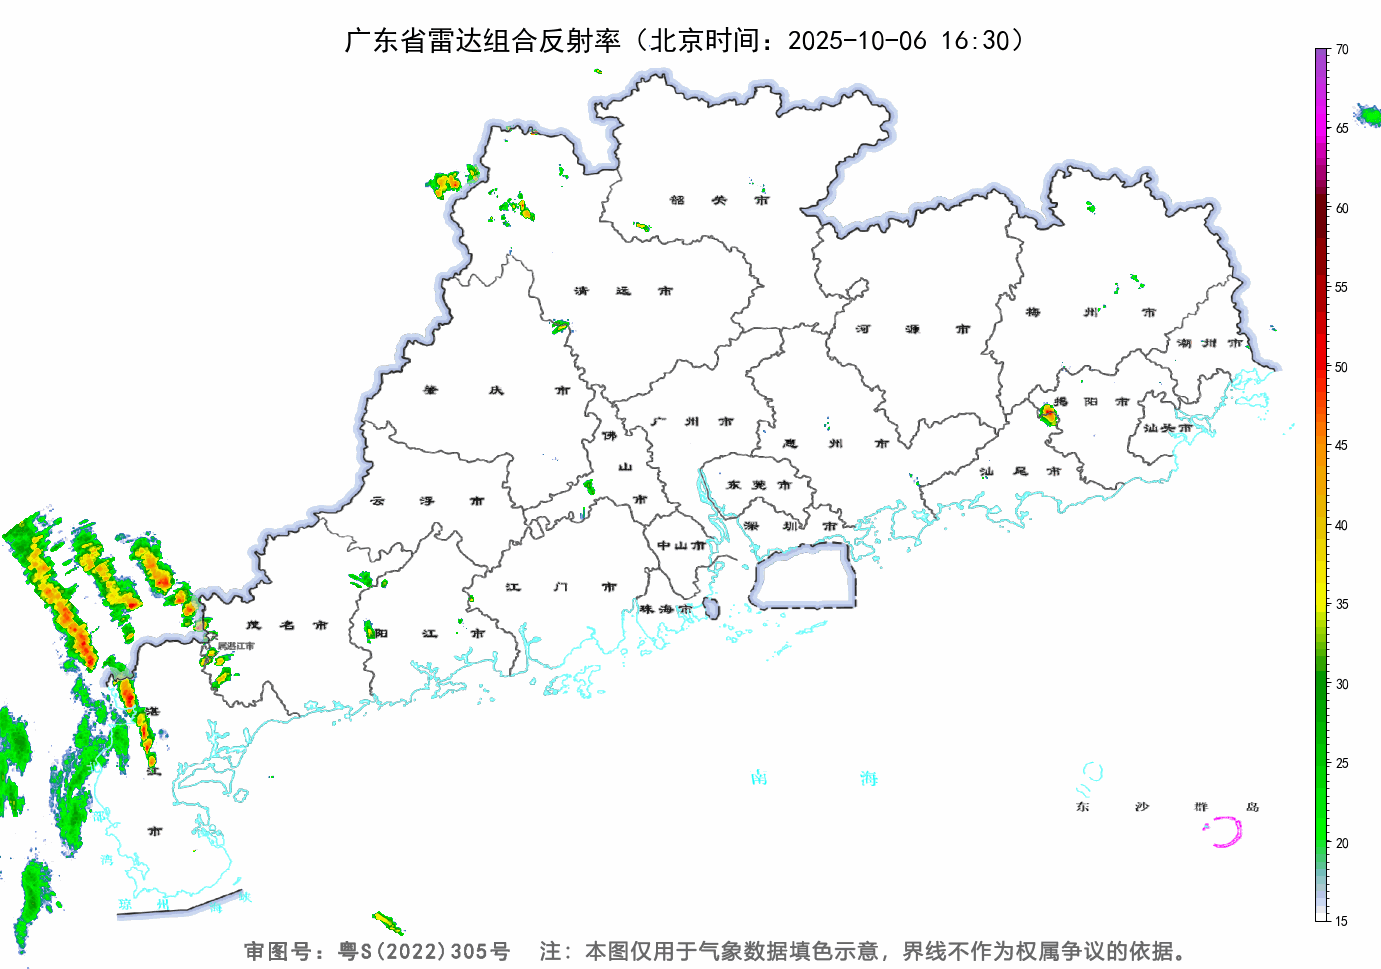 广东省雷达组合反射率（北京时间：2025-10-06 16:30）
70
65
60
55
50
45
40
35
30
25
20
15
韶关市
清远市
河源市
梅州市
潮州市
肇庆市
广州市
佛山市
惠州市
揭阳市
汕头市
汕尾市
云浮市
东莞市
深圳市
中山市
江门市
珠海市
茂名市
阳江市
属湛江市
湛江市
南海
东沙群岛
湾
琼州海峡
审图号：粤S(2022)305号 注：本图仅用于气象数据填色示意，界线不作为权属争议的依据。